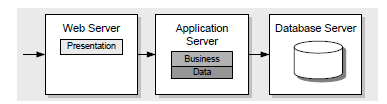 Web Server
Presentation
Application
Server
Business
Data
Database Server